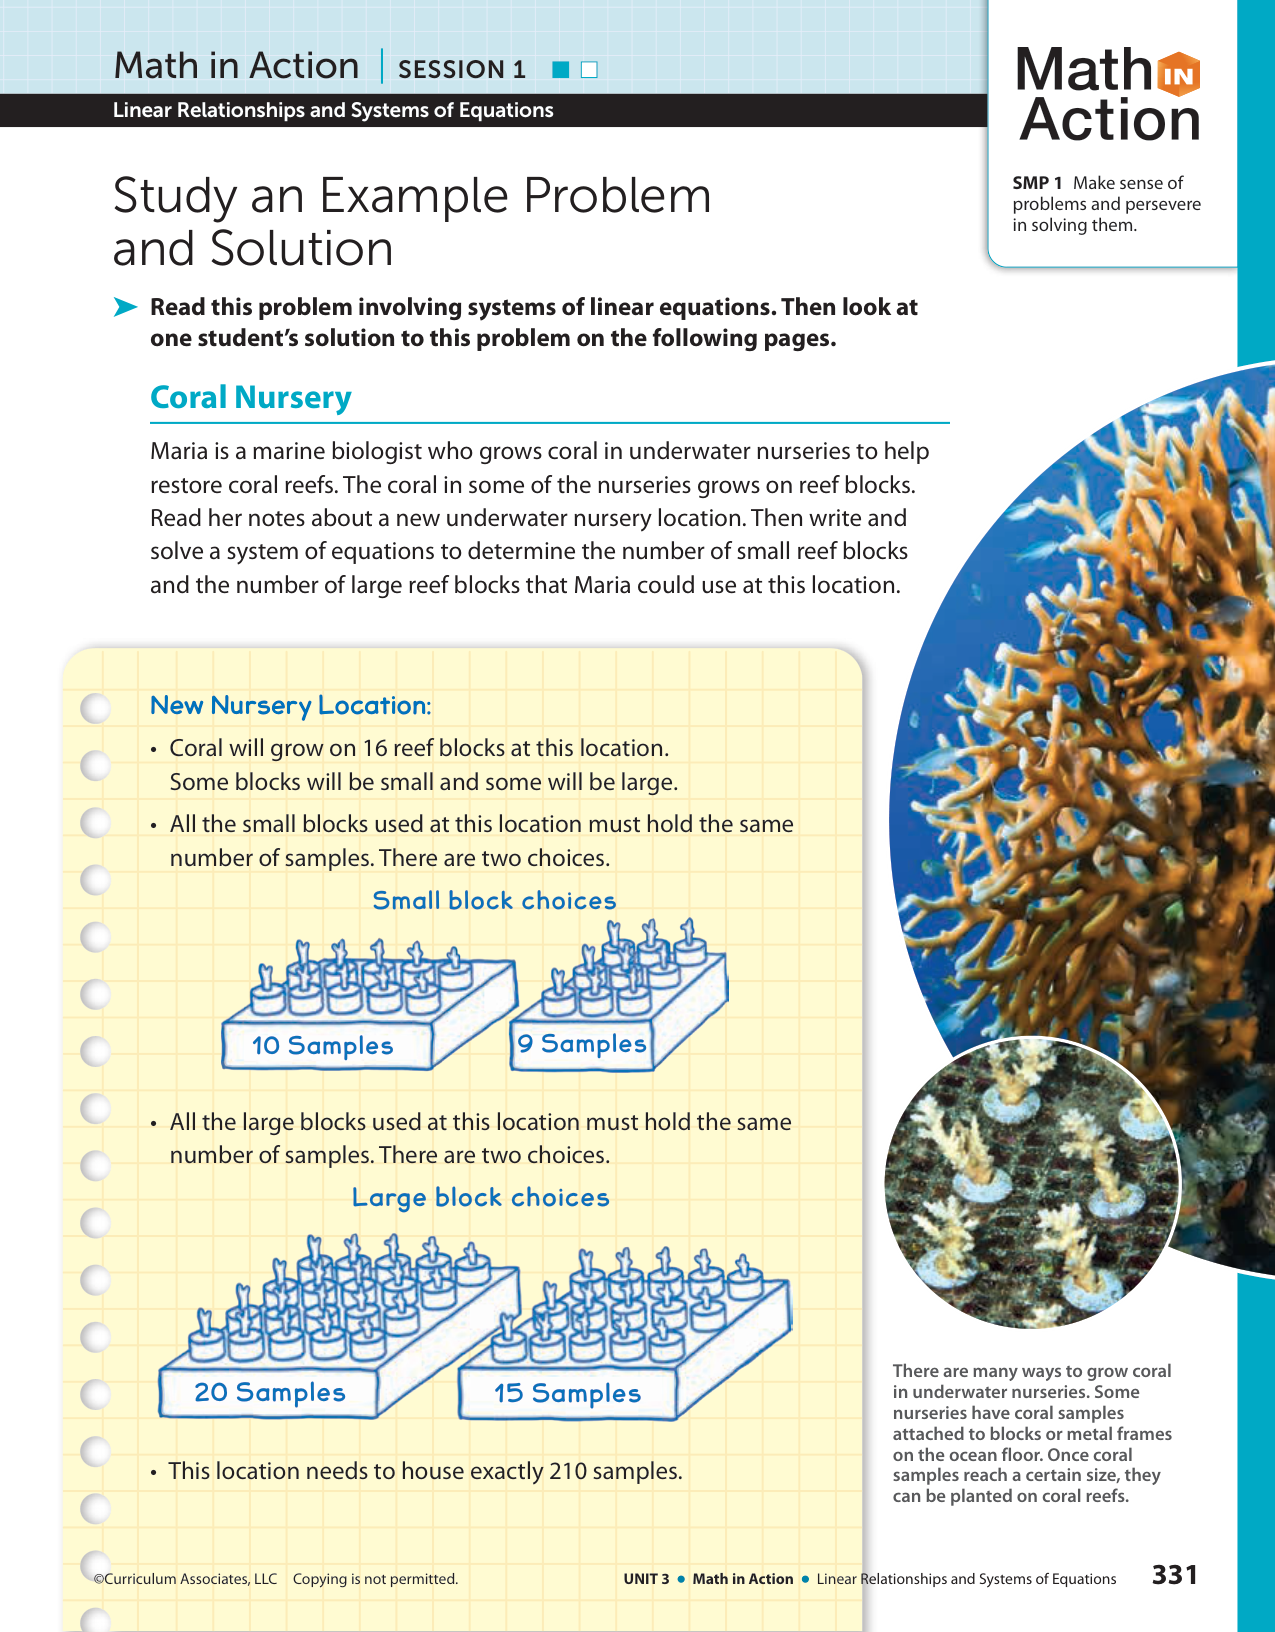 Math in Action | SESSION 1
Linear Relationships and Systems of Equations
Math IN
Action
SMP 1 Make sense of
problems and persevere
in solving them.
Study an Example Problem
and Solution
Read this problem involving systems of linear equations. Then look at
one student's solution to this problem on the following pages.
Coral Nursery
Maria is a marine biologist who grows coral in underwater nurseries to help
restore coral reefs. The coral in some of the nurseries grows on reef blocks.
Read her notes about a new underwater nursery location. Then write and
solve a system of equations to determine the number of small reef blocks
and the number of large reef blocks that Maria could use at this location.
New Nursery Location:
• Coral will grow on 16 reef blocks at this location.
Some blocks will be small and some will be large.
• All the small blocks used at this location must hold the same
number of samples. There are two choices.
Small block choices
10 Samples
9 Samples
• All the large blocks used at this location must hold the same
number of samples. There are two choices.
Large block choices
20 Samples
15 Samples
• This location needs to house exactly 210 samples.
There are many ways to grow coral
in underwater nurseries. Some
nurseries have coral samples
attached to blocks or metal frames
on the ocean floor. Once coral
samples reach a certain size, they
can be planted on coral reefs.
©Curriculum Associates, LLC Copying is not permitted.
UNIT 3 • Math in Action • Linear Relationships and Systems of Equations 331